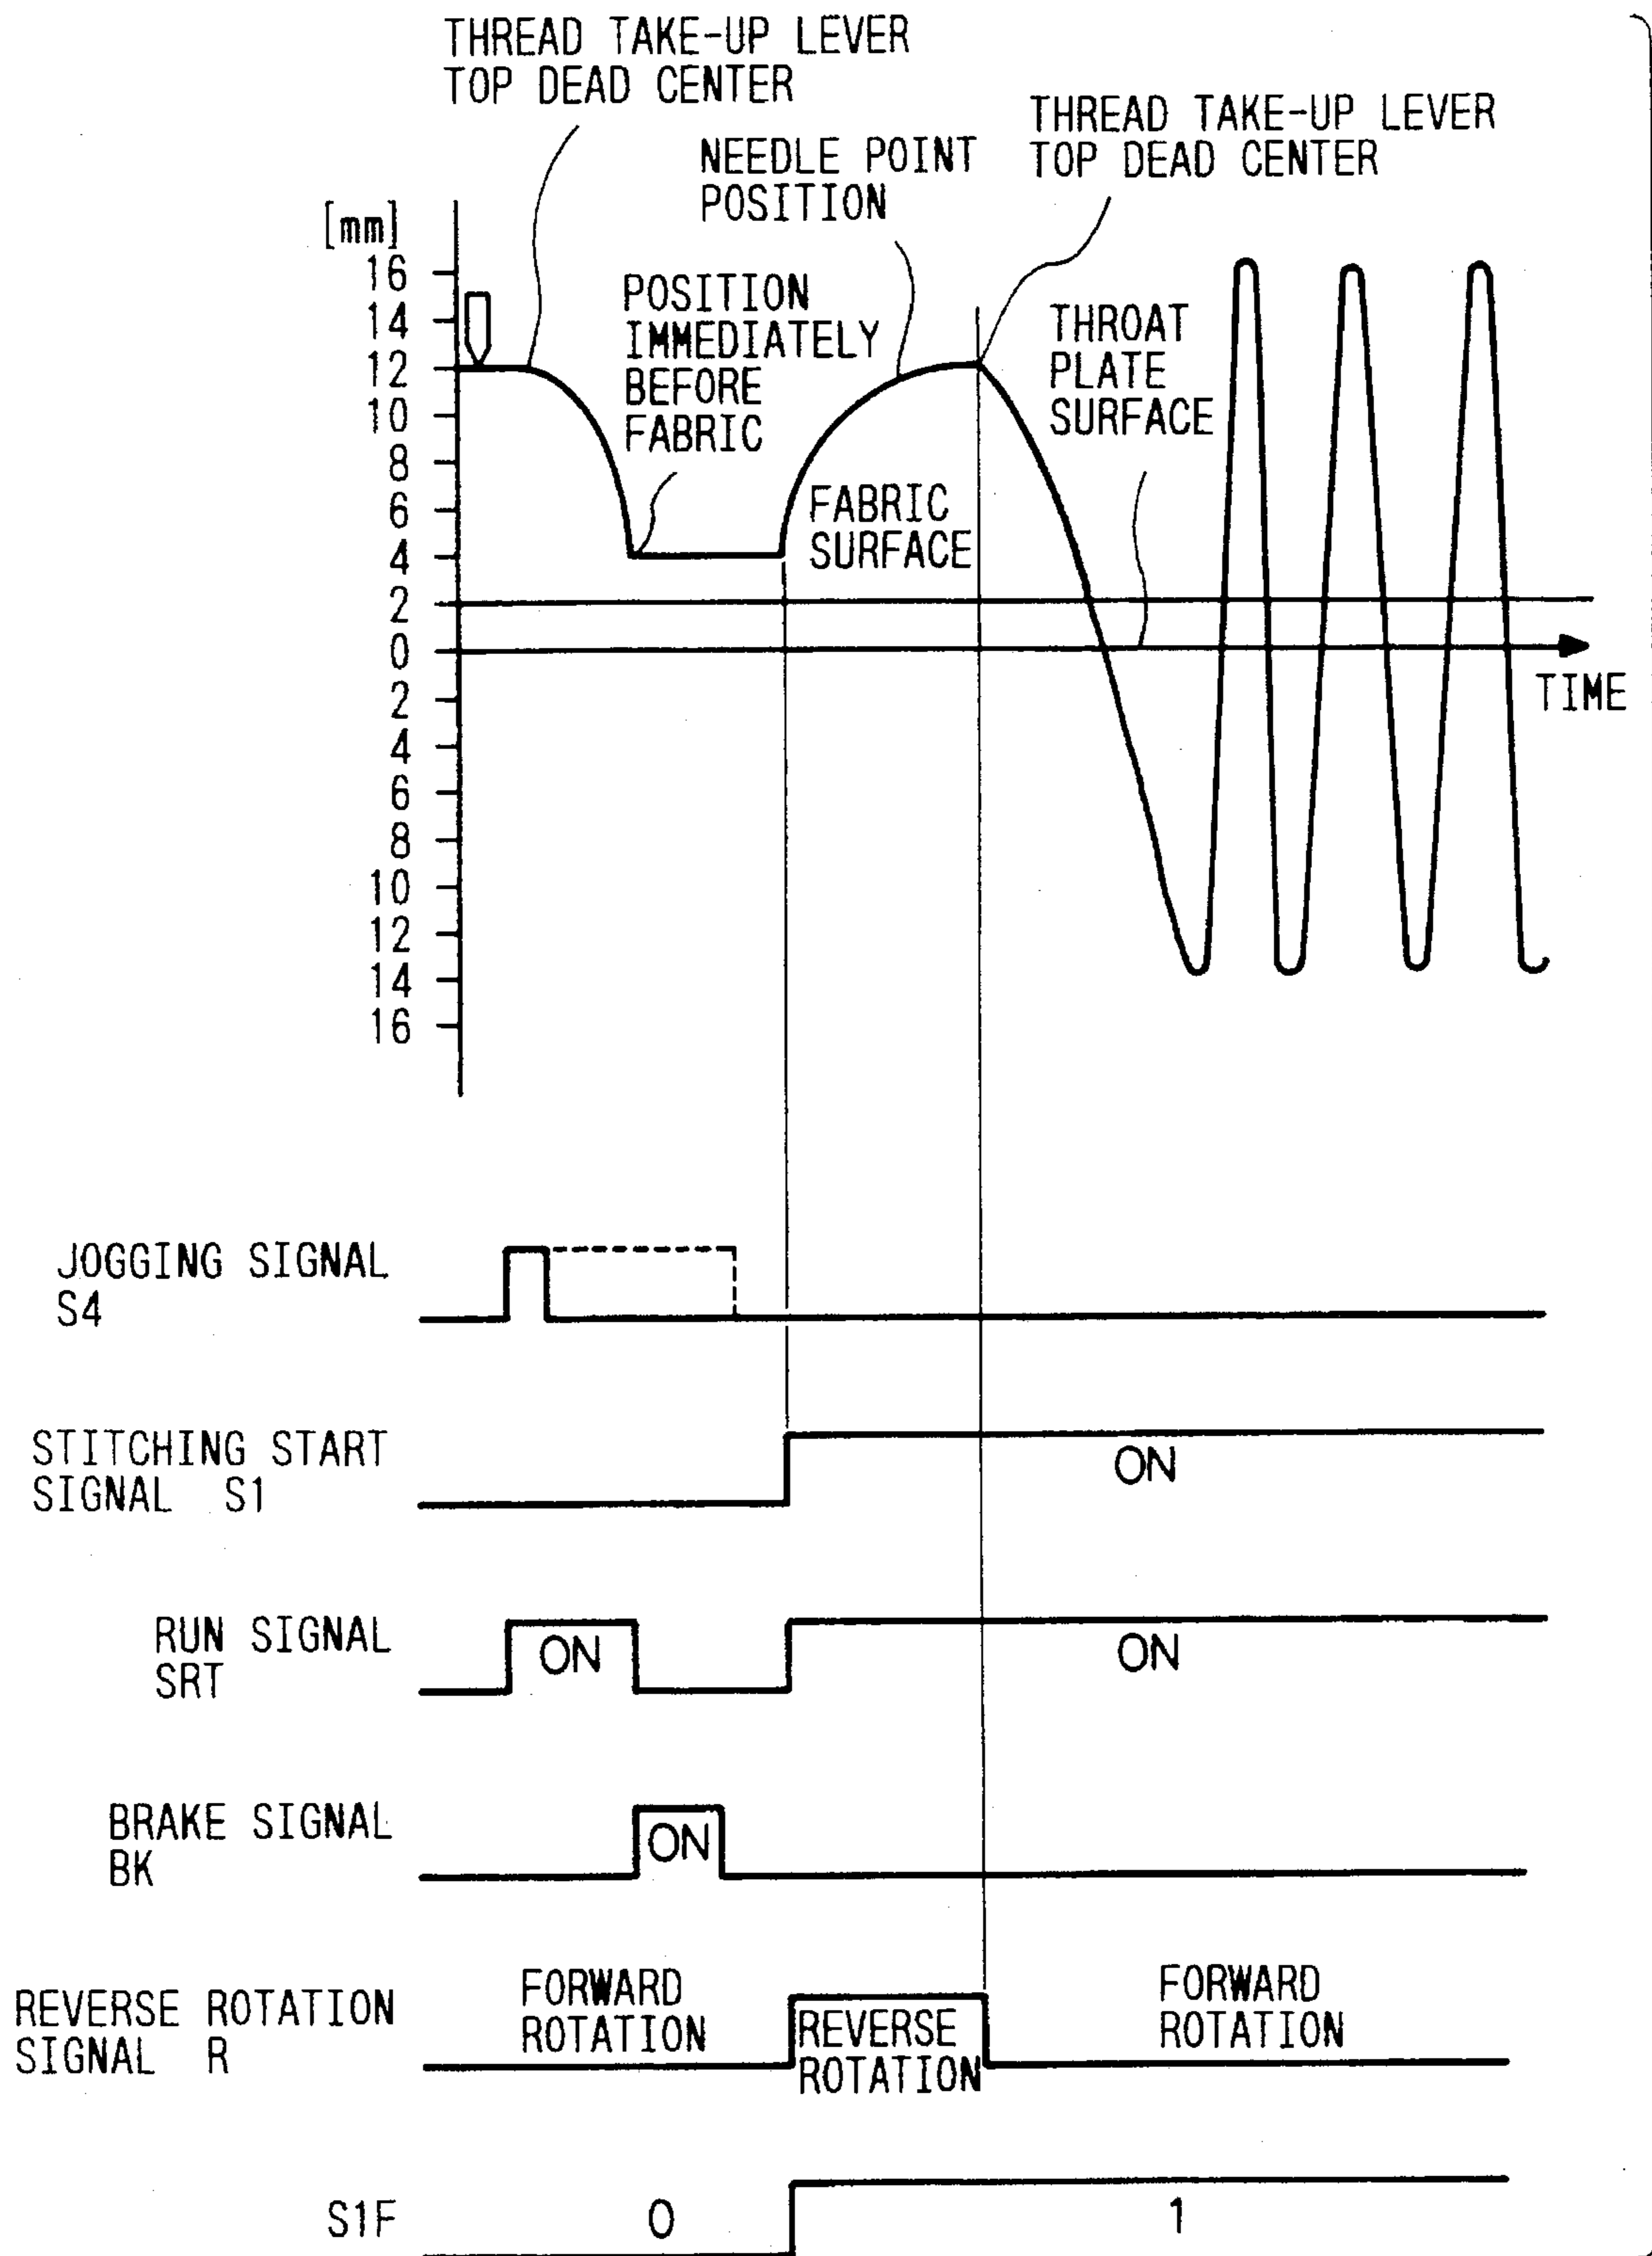 THREAD TAKE-UP LEVER
TOP DEAD CENTER
THREAD TAKE-UP LEVER
TOP DEAD CENTER
NEEDLE POINT
POSITION
[mm]
POSITION
IMMEDIATELY
BEFORE
FABRIC
THROAT
PLATE
SURFACE
FABRIC
SURFACE
16
14
12
10
8
6
4
2
0
2
4
6
8
10
12
14
16
TIME
JOGGING SIGNAL
S4
STITCHING START
SIGNAL S1
ON
RUN SIGNAL
SRT
ON
ON
BRAKE SIGNAL
BK
ON
REVERSE ROTATION
SIGNAL R
FORWARD
ROTATION
REVERSE
ROTATION
FORWARD
ROTATION
S1F
0
1